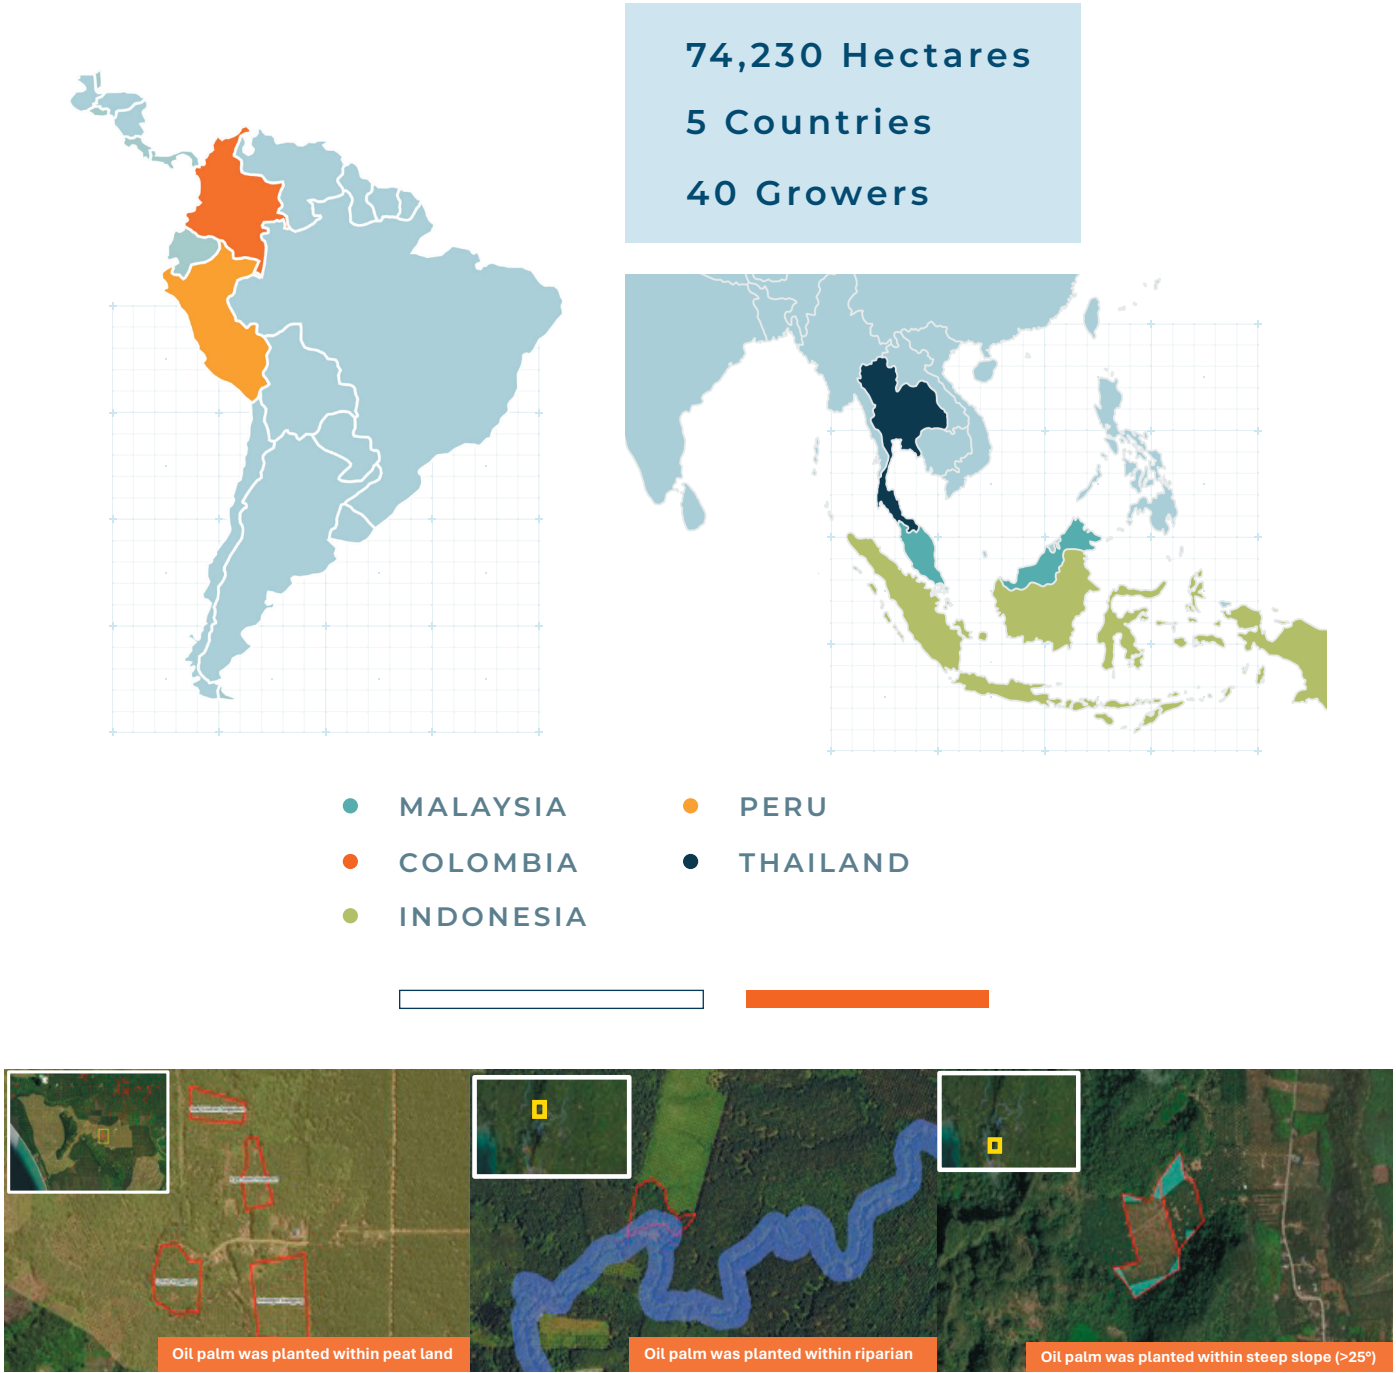 74,230 Hectares
5 Countries
40 Growers
MALAYSIA
PERU
COLOMBIA
THAILAND
INDONESIA
Oil palm was planted within peat land
Oil palm was planted within riparian
Oil palm was planted within steep slope (>25°)